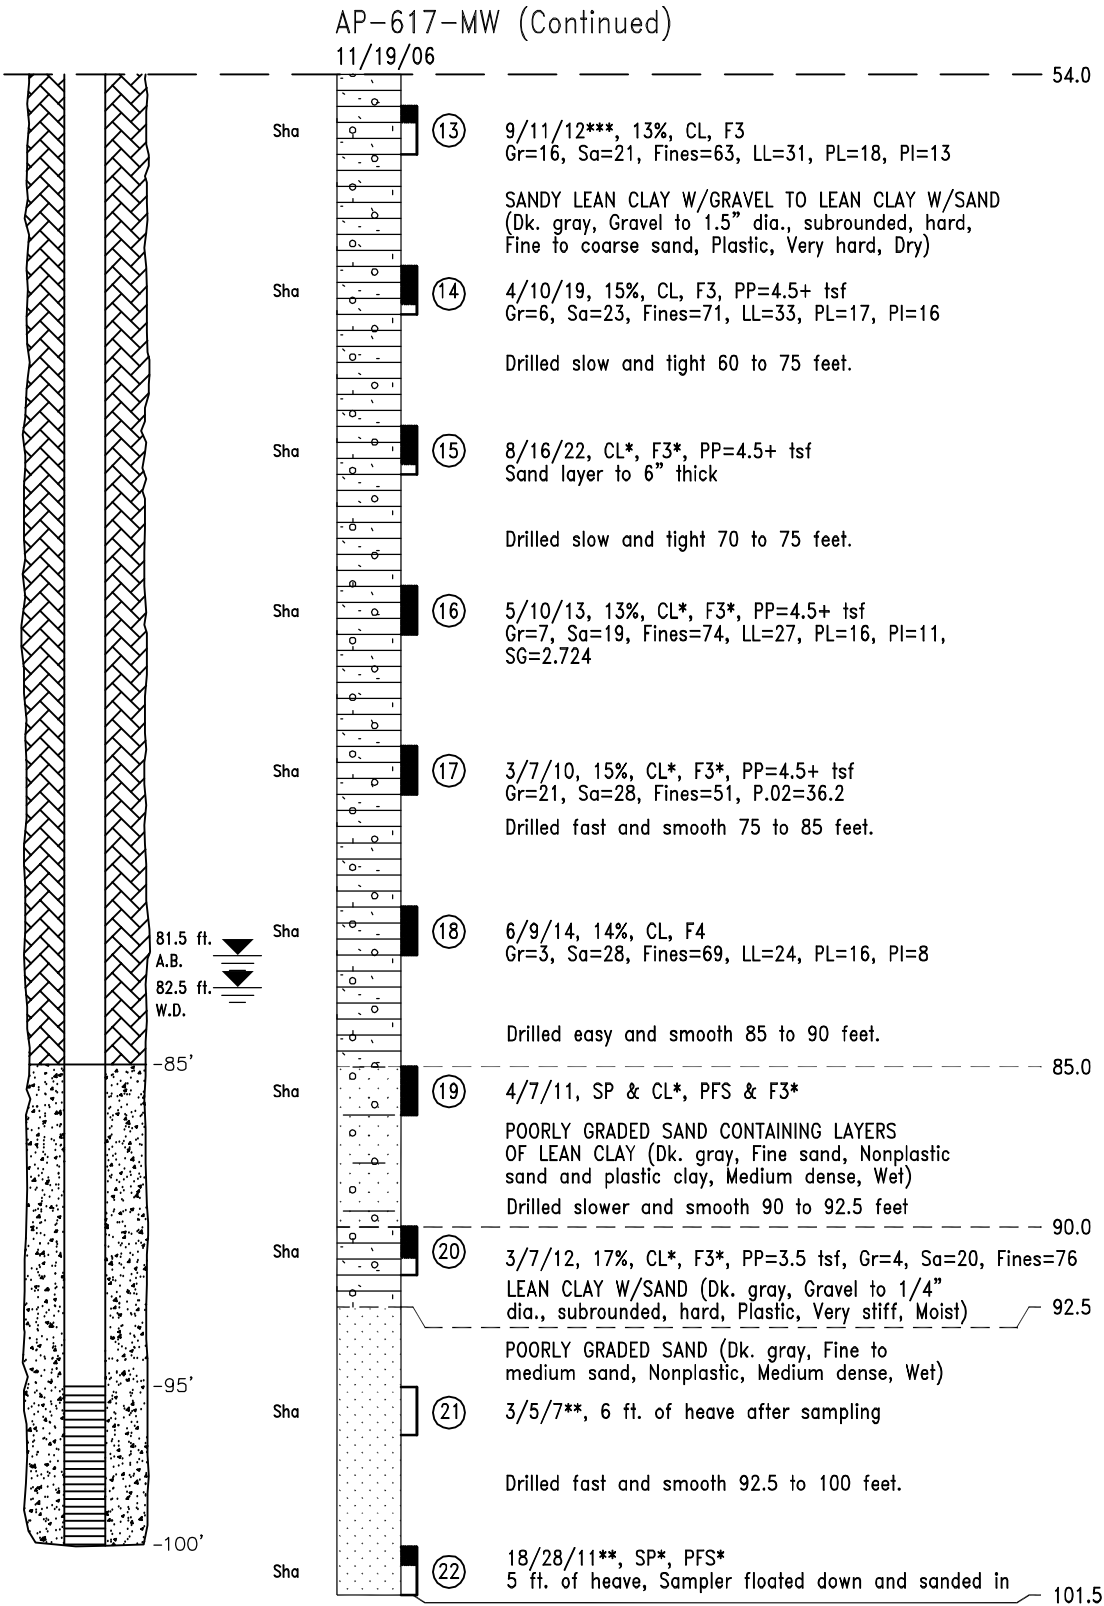 AP-617-MW (Continued)
11/19/06
54.0
Sha
13
9/11/12***, 13%, CL, F3
Gr=16, Sa=21, Fines=63, LL=31, PL=18, PI=13
SANDY LEAN CLAY W/GRAVEL TO LEAN CLAY W/SAND
(Dk. gray, Gravel to 1.5" dia., subrounded, hard,
Fine to coarse sand, Plastic, Very hard, Dry)
Sha
14
4/10/19, 15%, CL, F3, PP=4.5+ tsf
Gr=6, Sa=23, Fines=71, LL=33, PL=17, PI=16
Drilled slow and tight 60 to 75 feet.
Sha
15
8/16/22, CL*, F3*, PP=4.5+ tsf
Sand layer to 6" thick
Drilled slow and tight 70 to 75 feet.
Sha
16
5/10/13, 13%, CL*, F3*, PP=4.5+ tsf
Gr=7, Sa=19, Fines=74, LL=27, PL=16, PI=11,
SG=2.724
Sha
17
3/7/10, 15%, CL*, F3*, PP=4.5+ tsf
Gr=21, Sa=28, Fines=51, P.02=36.2
Drilled fast and smooth 75 to 85 feet.
81.5 ft.
A.B.
82.5 ft.
W.D.
Sha
18
6/9/14, 14%, CL, F4
Gr=3, Sa=28, Fines=69, LL=24, PL=16, PI=8
Drilled easy and smooth 85 to 90 feet.
-85'
85.0
Sha
19
4/7/11, SP & CL*, PFS & F3*
POORLY GRADED SAND CONTAINING LAYERS
OF LEAN CLAY (Dk. gray, Fine sand, Nonplastic
sand and plastic clay, Medium dense, Wet)
Drilled slower and smooth 90 to 92.5 feet
90.0
Sha
20
3/7/12, 17%, CL*, F3*, PP=3.5 tsf, Gr=4, Sa=20, Fines=76
LEAN CLAY W/SAND (Dk. gray, Gravel to 1/4"
dia., subrounded, hard, Plastic, Very stiff, Moist)
92.5
POORLY GRADED SAND (Dk. gray, Fine to
medium sand, Nonplastic, Medium dense, Wet)
-95'
Sha
21
3/5/7**, 6 ft. of heave after sampling
Drilled fast and smooth 92.5 to 100 feet.
-100'
Sha
22
18/28/11**, SP*, PFS*
5 ft. of heave, Sampler floated down and sanded in
101.5